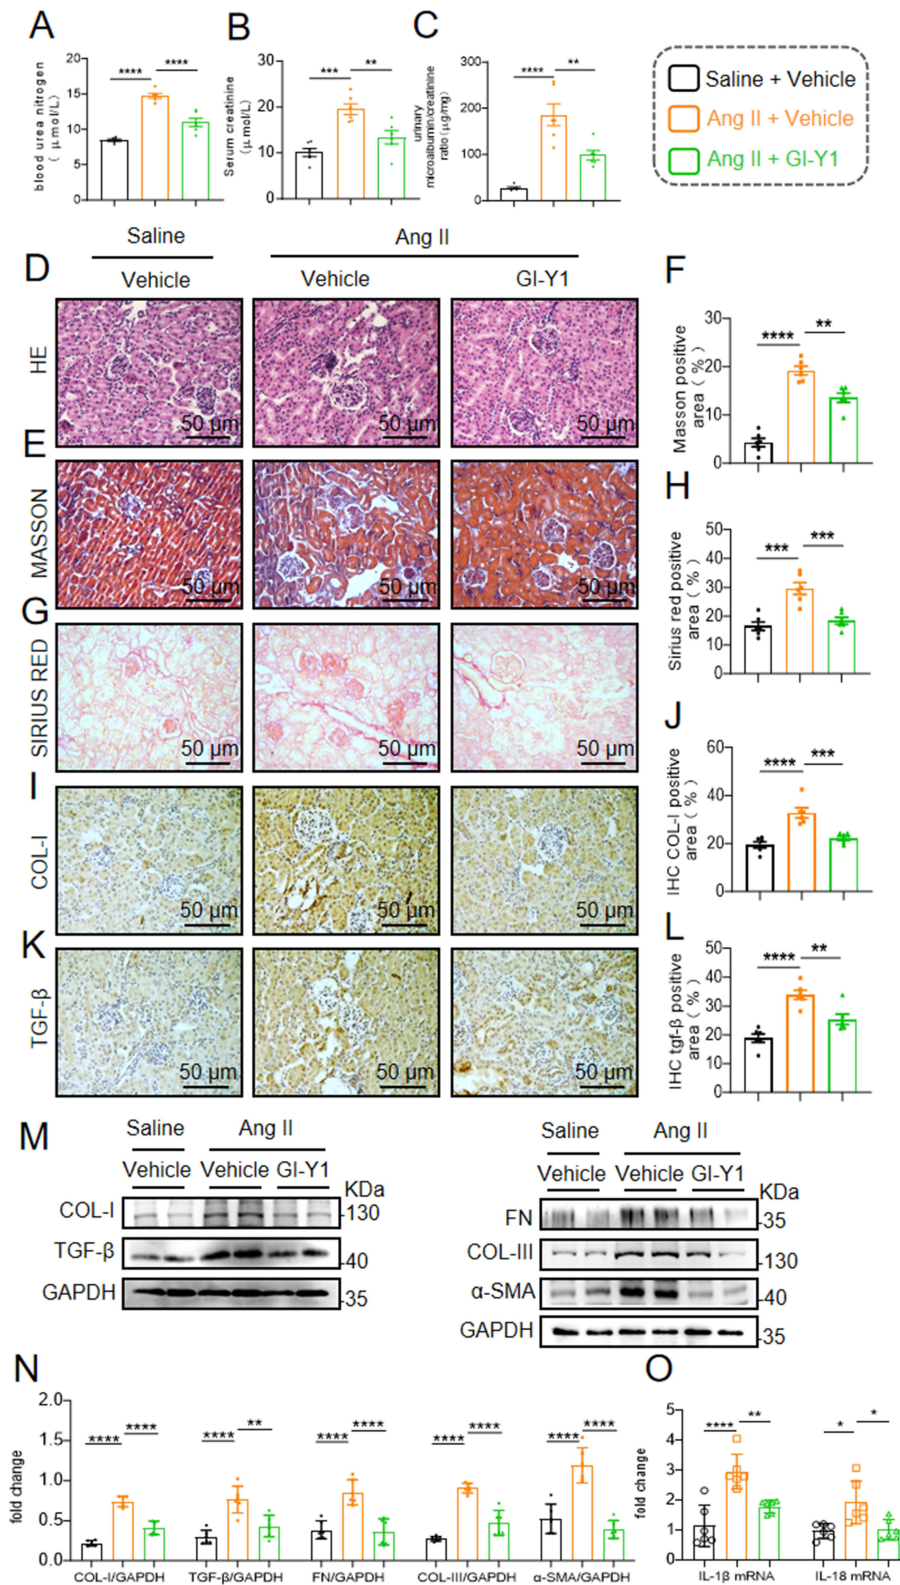 A
blood urea nitrogen
( μ mol/L)
20
15
10
5
0
****
****
B
Serum creatinine
(μ mol/L)
30
20
10
0
***
**
C
urinary
microalbumin/creatinine
ratio (μg/mg)
300
200
100
0
****
**
Saline + Vehicle
Ang II + Vehicle
Ang II + GI-Y1
Saline
Ang II
Vehicle
Vehicle
GI-Y1
D
HE
50 μm
50 μm
50 μm
E
MASSON
50 μm
50 μm
50 μm
F
Masson positive
area ( % )
30
20
10
0
****
**
G
SIRIUS RED
50 μm
50 μm
50 μm
H
Sirius red positive
area ( % )
50
40
30
20
10
0
***
***
I
COL-I
50 μm
50 μm
50 μm
J
IHC COL-I positive
area ( % )
60
40
20
0
****
***
K
TGF-β
50 μm
50 μm
50 μm
L
IHC tgf-β positive
area ( % )
50
40
30
20
10
0
****
**
M
Saline
Ang II
Vehicle
Vehicle
GI-Y1
KDa
COL-I
130
TGF-β
40
GAPDH
35
Saline
Ang II
Vehicle
Vehicle
GI-Y1
KDa
FN
35
COL-III
130
α-SMA
40
GAPDH
35
N
fold change
2.0
1.5
1.0
0.5
0.0
****
****
****
**
****
****
****
****
****
****
COL-I/GAPDH
TGF-β/GAPDH
FN/GAPDH
COL-III/GAPDH
α-SMA/GAPDH
O
fold change
5
4
3
2
1
0
****
**
*
*
IL-1β mRNA
IL-18 mRNA